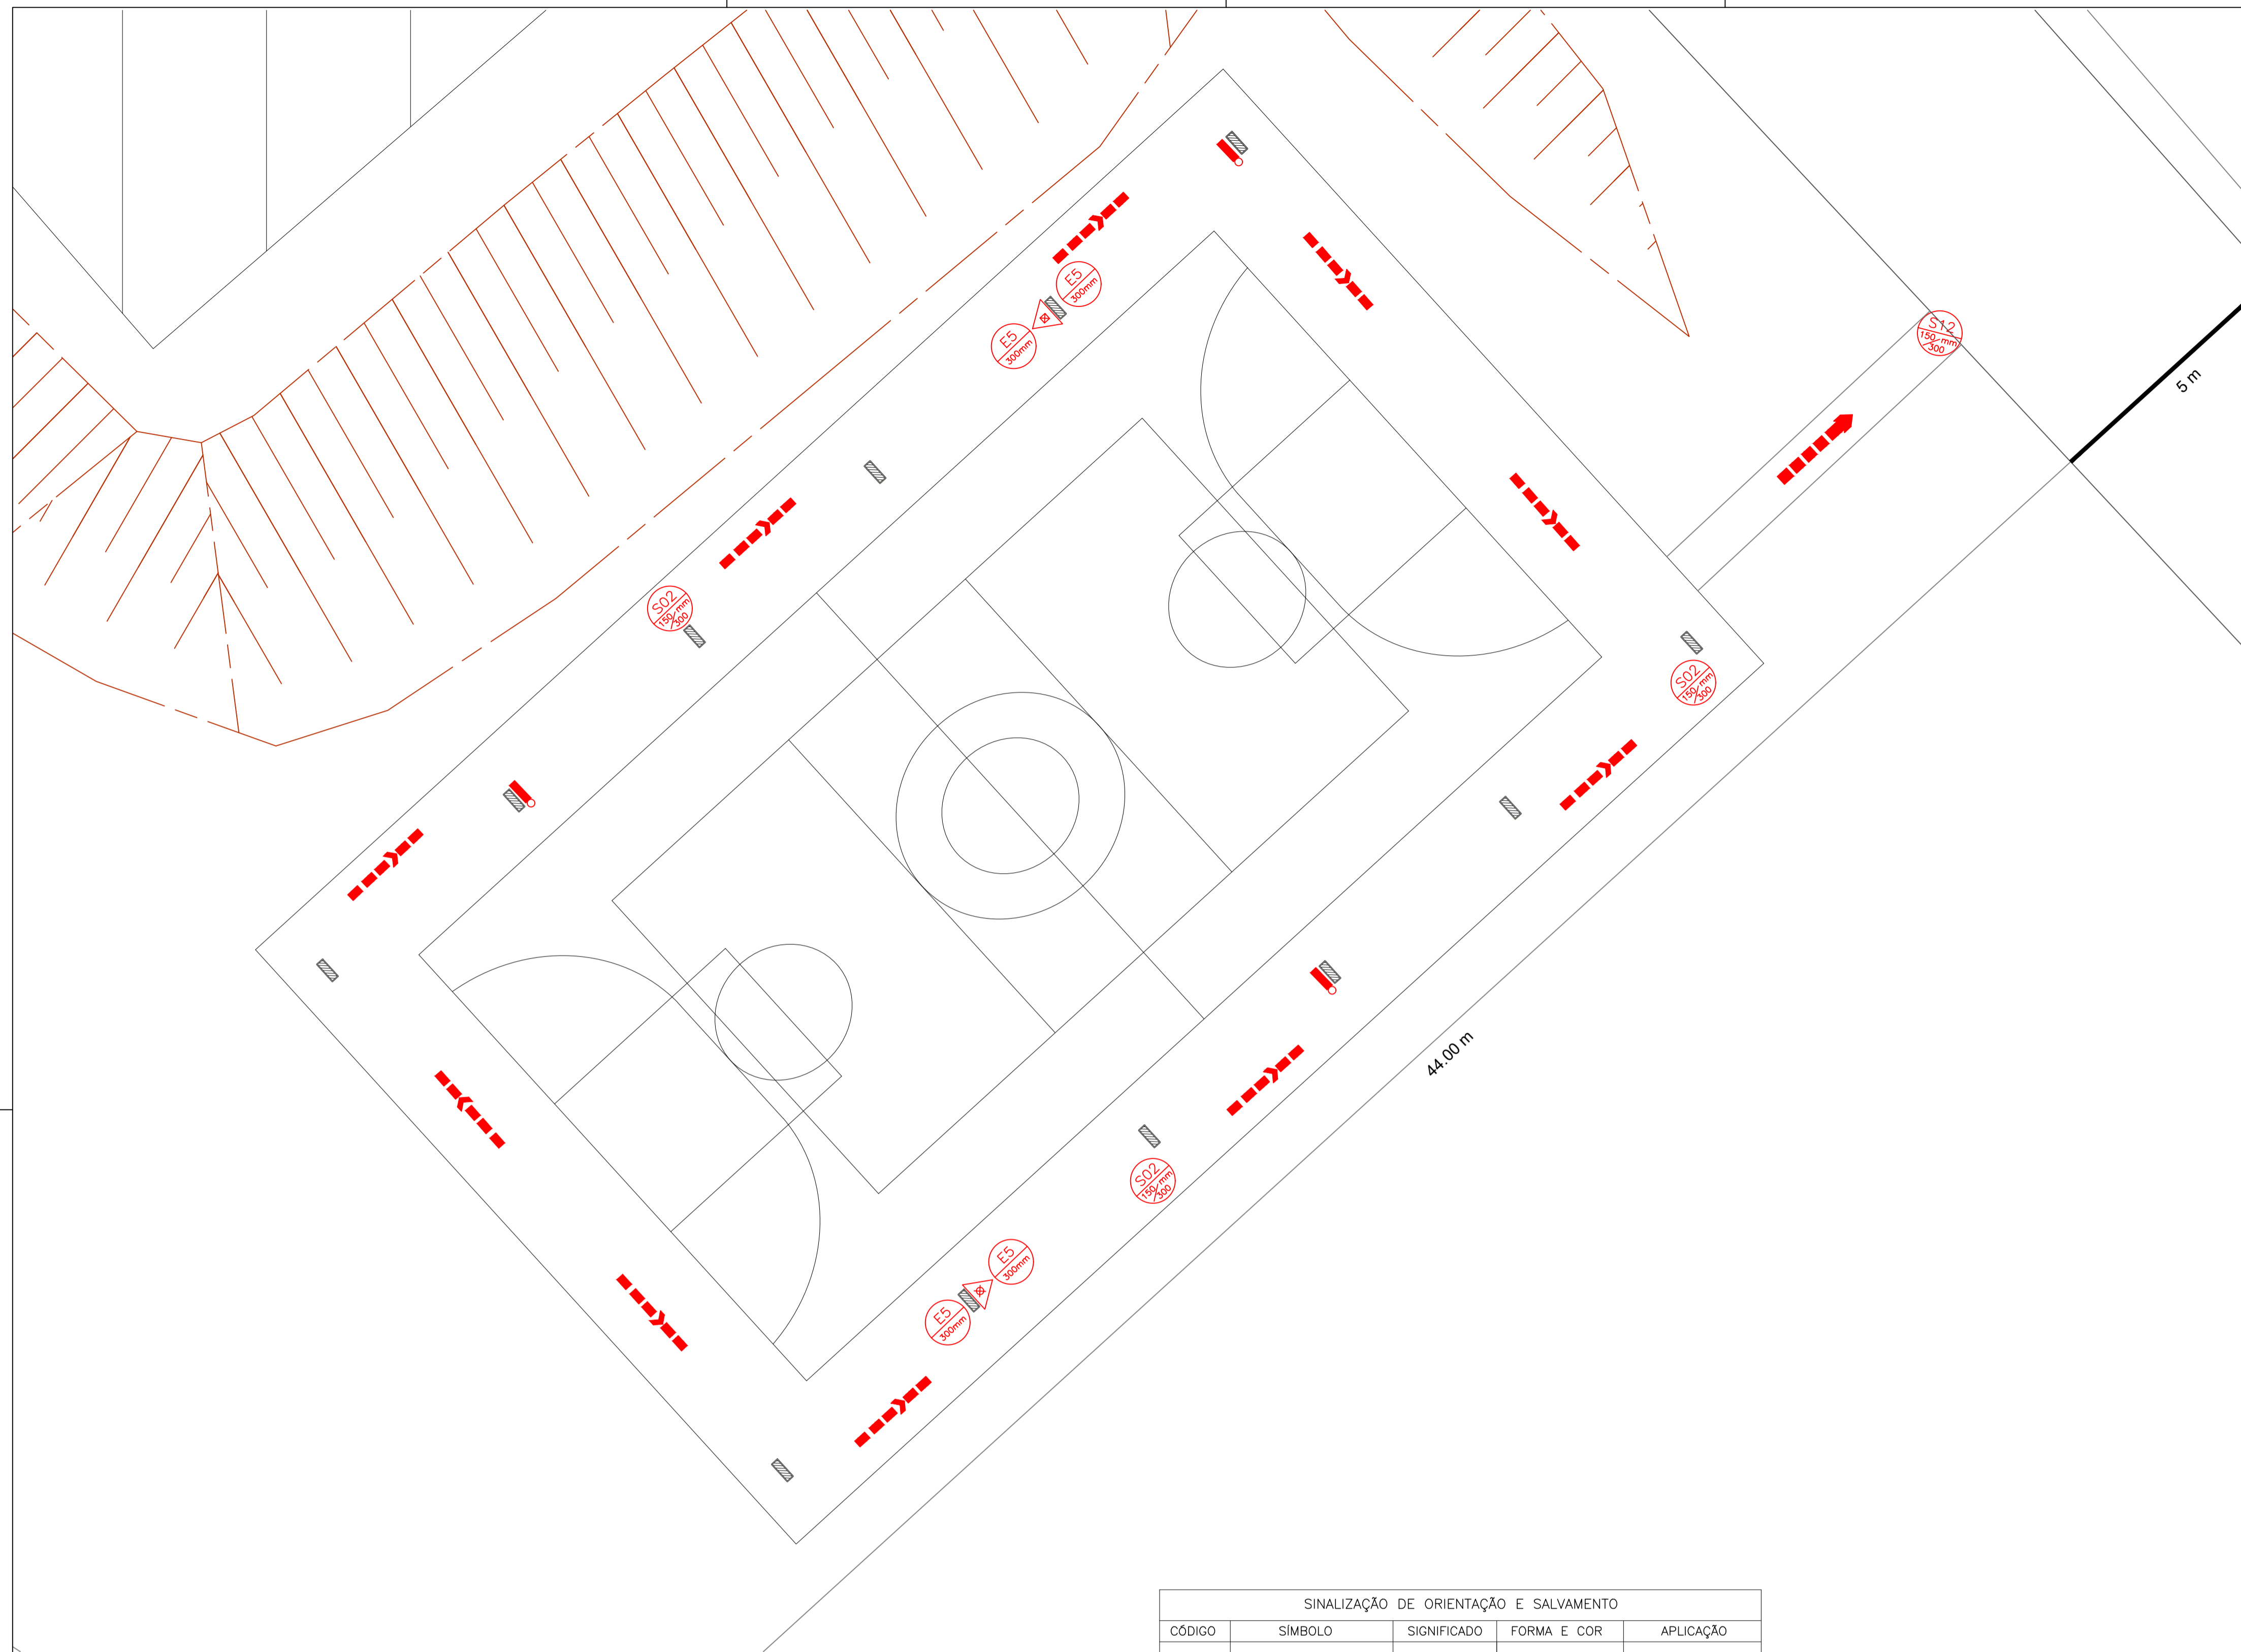 E5
300mm
S12
150 mm
300
E5
300mm
5 m
S02
150 mm
300
S02
150 mm
300
44.00 m
S02
150 mm
300
E5
300mm
E5
300mm
SINALIZAÇÃO DE ORIENTAÇÃO E SALVAMENTO
CÓDIGO SÍMBOLO SIGNIFICADO FORMA E COR APLICAÇÃO